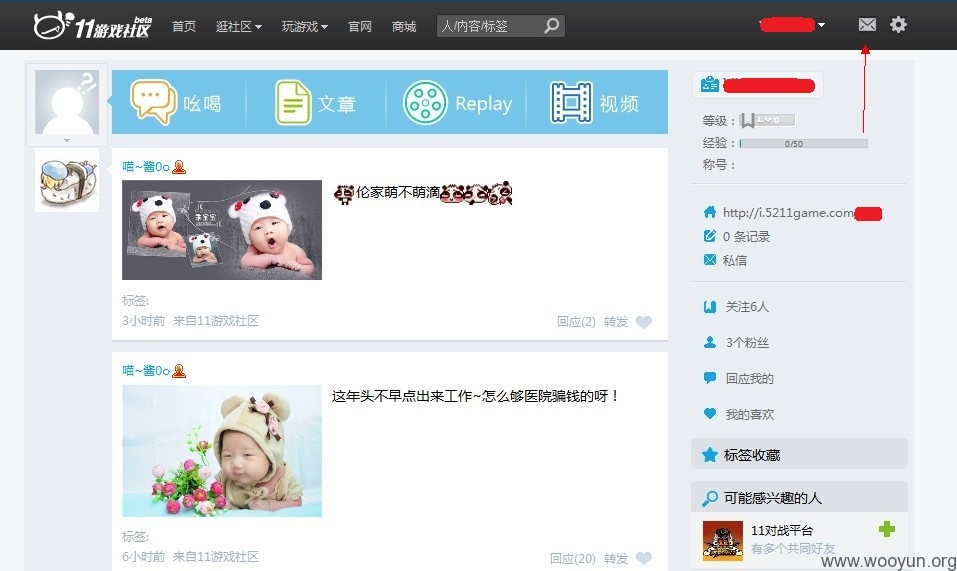 11游戏社区 beta 首页 逛社区 玩游戏 官网 商城 人/内容/标签
吆喝 文章 Replay 视频
喵~酱0o
伦家萌不萌滴
标签:
3小时前 来自11游戏社区 回应(2) 转发
喵~酱0o
这年头不早点出来工作~怎么够医院骗钱的呀！
标签:
6小时前 来自11游戏社区 回应(20) 转发
等级： LV 0
经验： 0/50
称号：
http://i.5211game.com
0 条记录
私信
关注6人
3个粉丝
回应我的
我的喜欢
标签收藏
可能感兴趣的人
11对战平台
有多个共同好友
www.wooyun.org